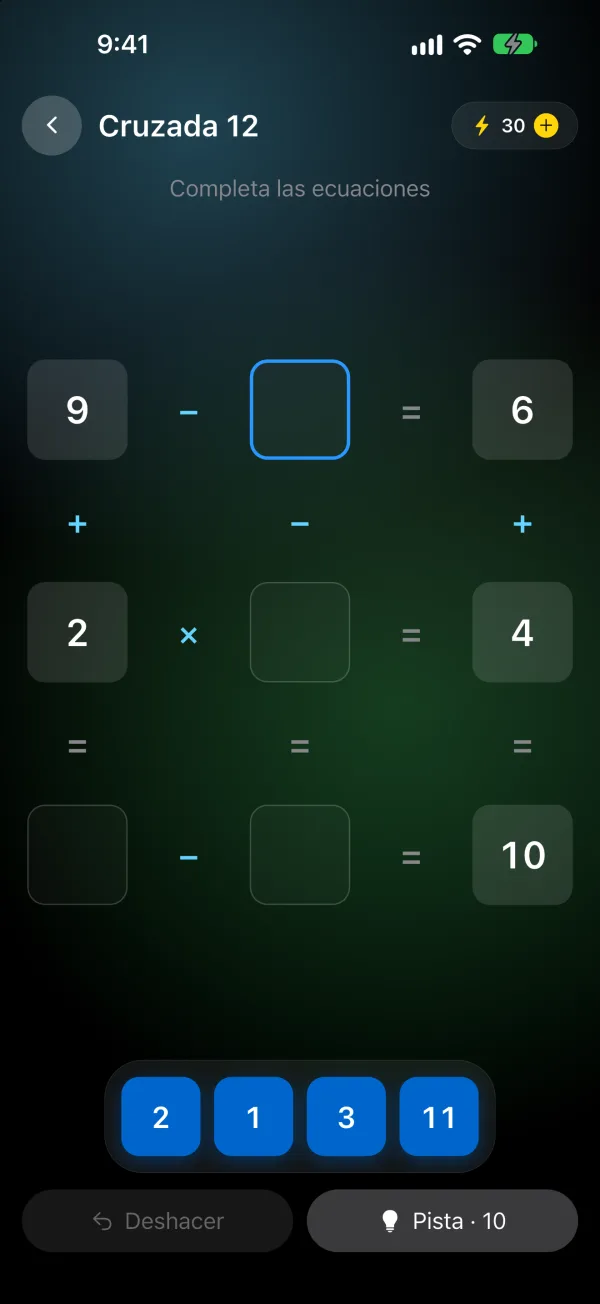 9:41
Cruzada 12
30
Completa las ecuaciones
9 − = 6
+ − +
2 × = 4
= = =
− = 10
2 1 3 11
Deshacer
Pista · 10